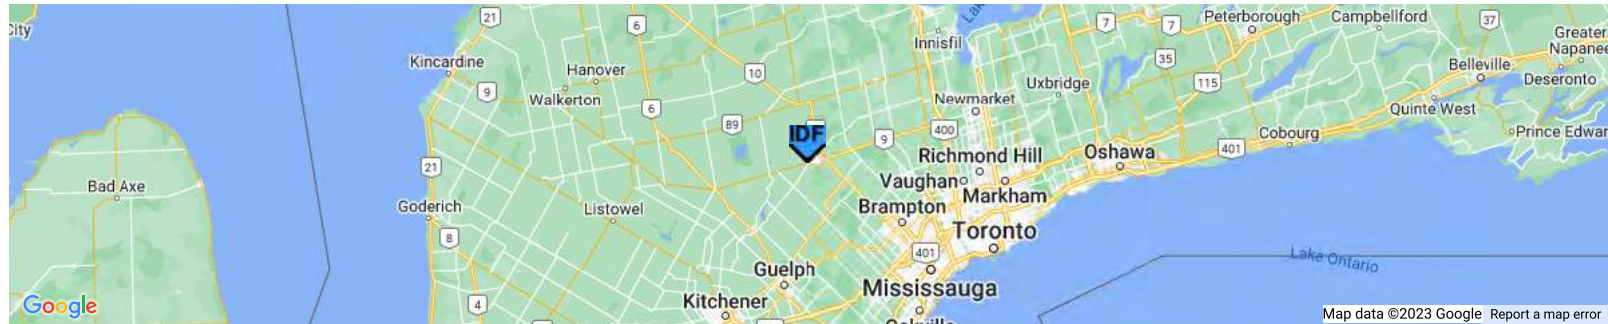 City
21
6
7
7
Peterborough
Campbellford
37
Greater
Napanee
Innisfil
Kincardine
Hanover
10
35
Belleville
Deseronto
9
Walkerton
6
Uxbridge
115
Newmarket
Quinte West
89
IDF
9
400
Cobourg
Prince Edwar
21
Richmond Hill
Oshawa
401
Bad Axe
Vaughan
Markham
Goderich
Listowel
Brampton
8
Toronto
401
Lake Ontario
Guelph
Mississauga
4
Kitchener
Google
Map data ©2023 Google
Report a map error